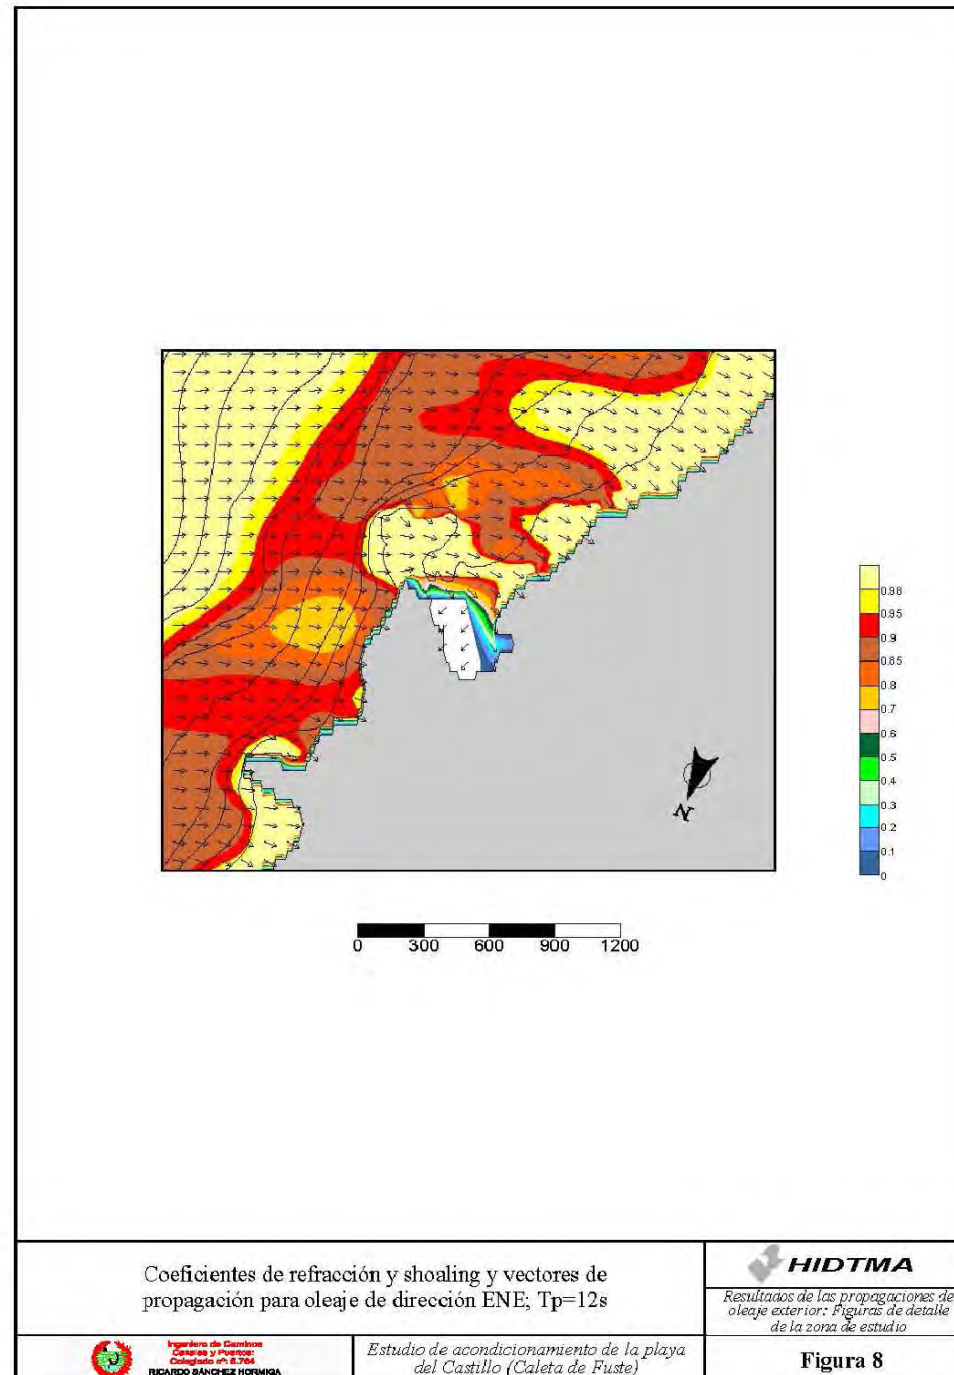 0.98
0.95
0.9
0.85
0.8
0.7
0.6
0.5
0.4
0.3
0.2
0.1
0
N
0 300 600 900 1200
Coeficientes de refracción y shoaling y vectores de
propagación para oleaje de dirección ENE; Tp=12s
HIDTMA
Resultados de las propagaciones de
oleaje exterior: Figuras de detalle
de la zona de estudio
Ingeniero de Caminos
Canales y Puertos:
Colegiado nº: 6.764
RICARDO SÁNCHEZ HORMIGA
Estudio de acondicionamiento de la playa
del Castillo (Caleta de Fuste)
Figura 8